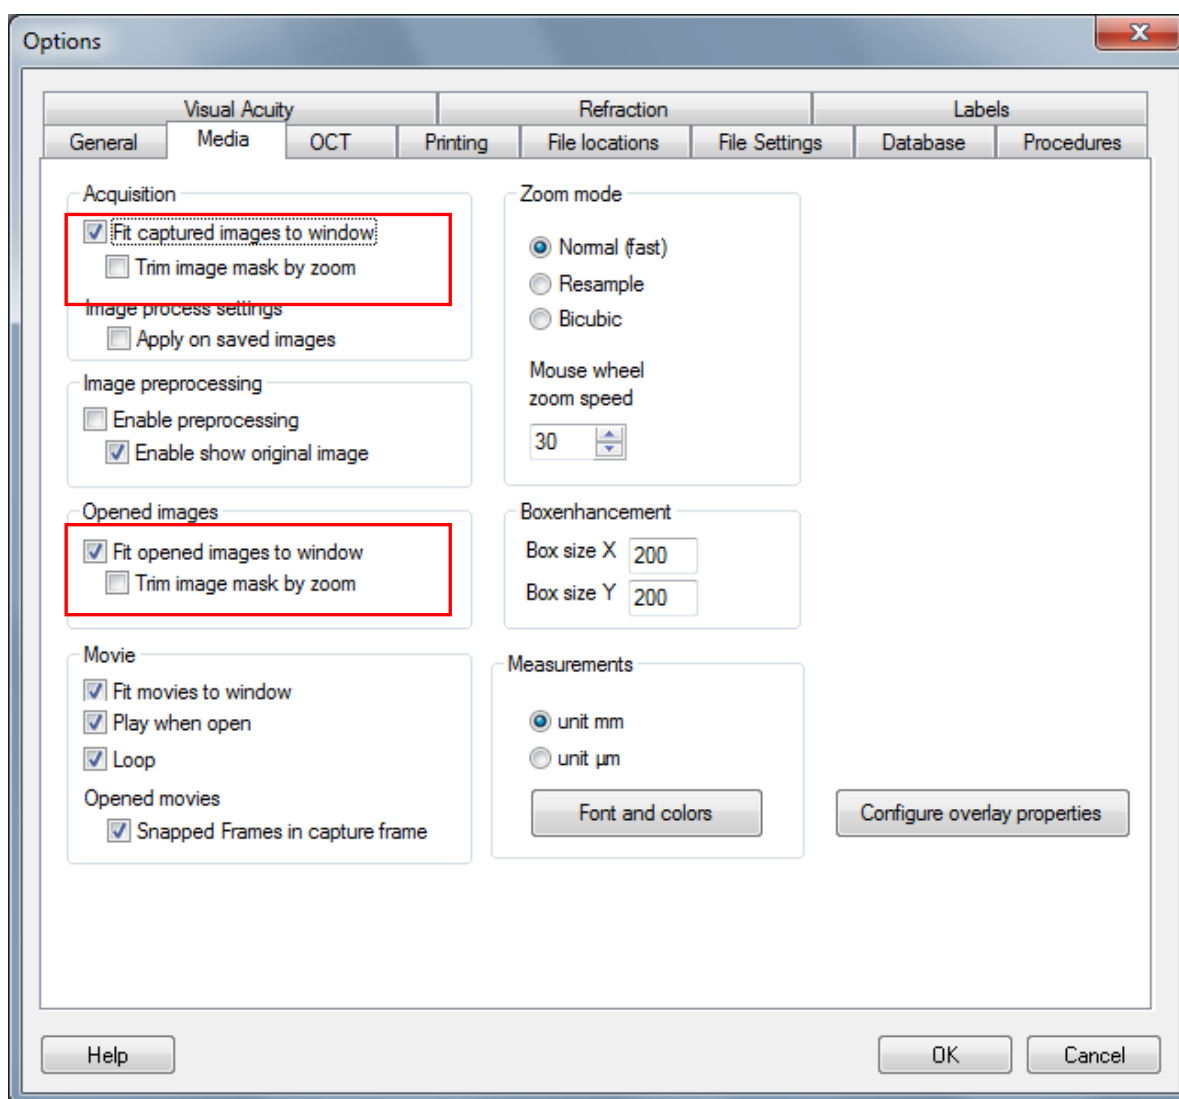 Options
Visual Acuity Refraction Labels
General Media OCT Printing File locations File Settings Database Procedures
Acquisition
Fit captured images to window
Trim image mask by zoom
Image process settings
Apply on saved images
Image preprocessing
Enable preprocessing
Enable show original image
Opened images
Fit opened images to window
Trim image mask by zoom
Movie
Fit movies to window
Play when open
Loop
Opened movies
Snapped Frames in capture frame
Zoom mode
Normal (fast)
Resample
Bicubic
Mouse wheel
zoom speed
30
Boxenhancement
Box size X 200
Box size Y 200
Measurements
unit mm
unit µm
Font and colors
Configure overlay properties
Help OK Cancel